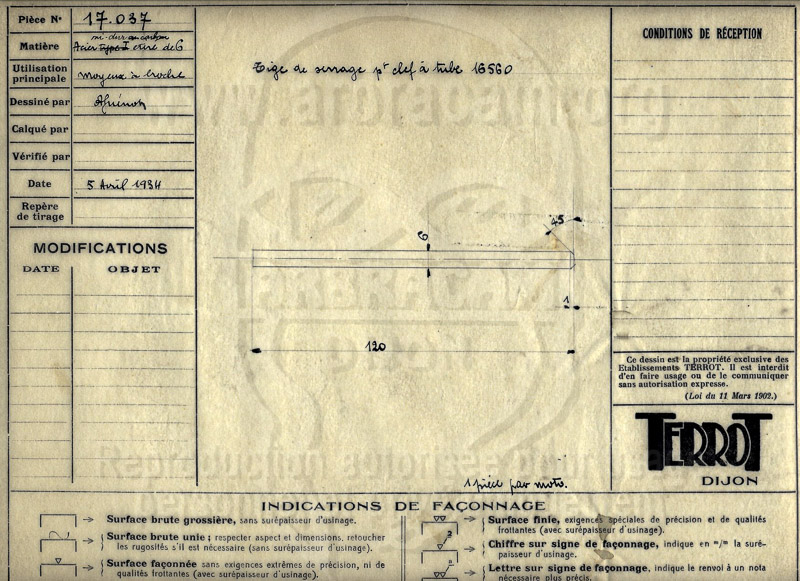 Pièce N° 17.037
mi-dur au carbon
Matière Acier type I étiré de 6
Utilisation
principale moyeux à broche
Dessiné par
Calqué par
Vérifié par
Date 5 Avril 1934
Repère
de tirage
MODIFICATIONS
DATE OBJET
Tige de serrage pr clef à tube 16560
45
6
1
120
1 pièce par moto.
CONDITIONS DE RÉCEPTION
Ce dessin est la propriété exclusive des
Etablissements TERROT. Il est interdit
d'en faire usage ou de le communiquer
sans autorisation expresse.
(Loi du 11 Mars 1902.)
TERROT
DIJON
INDICATIONS DE FAÇONNAGE
Surface brute grossière, sans surépaisseur d'usinage.
Surface brute unie; respecter aspect et dimensions, retoucher
les rugosités s'il est nécessaire (sans surépaisseur d'usinage).
Surface façonnée sans exigences extrêmes de précision, ni de
qualités frottantes (avec surépaisseur d'usinage).
Surface finie, exigences spéciales de précision et de qualités
frottantes (avec surépaisseur d'usinage).
2
Chiffre sur signe de façonnage, indique en m/m la suré-
paisseur d'usinage.
Lettre sur signe de façonnage, indique le renvoi à un nota
nécessaire plus précis.